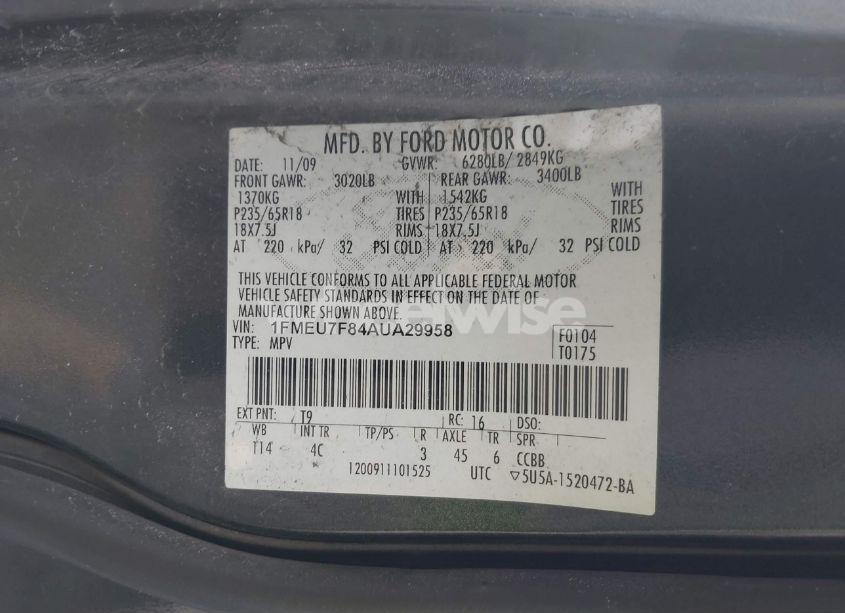 MFD. BY FORD MOTOR CO.
DATE: 11/09 GVWR: 6280LB/ 2849KG
FRONT GAWR: 3020LB REAR GAWR: 3400LB
1370KG WITH 1542KG WITH
P235/65R18 TIRES P235/65R18 TIRES
18X7.5J RIMS 18X7.5J RIMS
AT 220 kPa/ 32 PSI COLD AT 220 kPa/ 32 PSI COLD
THIS VEHICLE CONFORMS TO ALL APPLICABLE FEDERAL MOTOR
VEHICLE SAFETY STANDARDS IN EFFECT ON THE DATE OF
MANUFACTURE SHOWN ABOVE.
VIN: 1FMEU7F84AUA29958 F0104
TYPE: MPV T0175
EXT PNT: T9 RC: 16 DSO:
WB INT TR TP/PS R AXLE TR SPR
T14 4C 3 45 6 CCBB
1200911101525 UTC ▽5U5A-1520472-BA